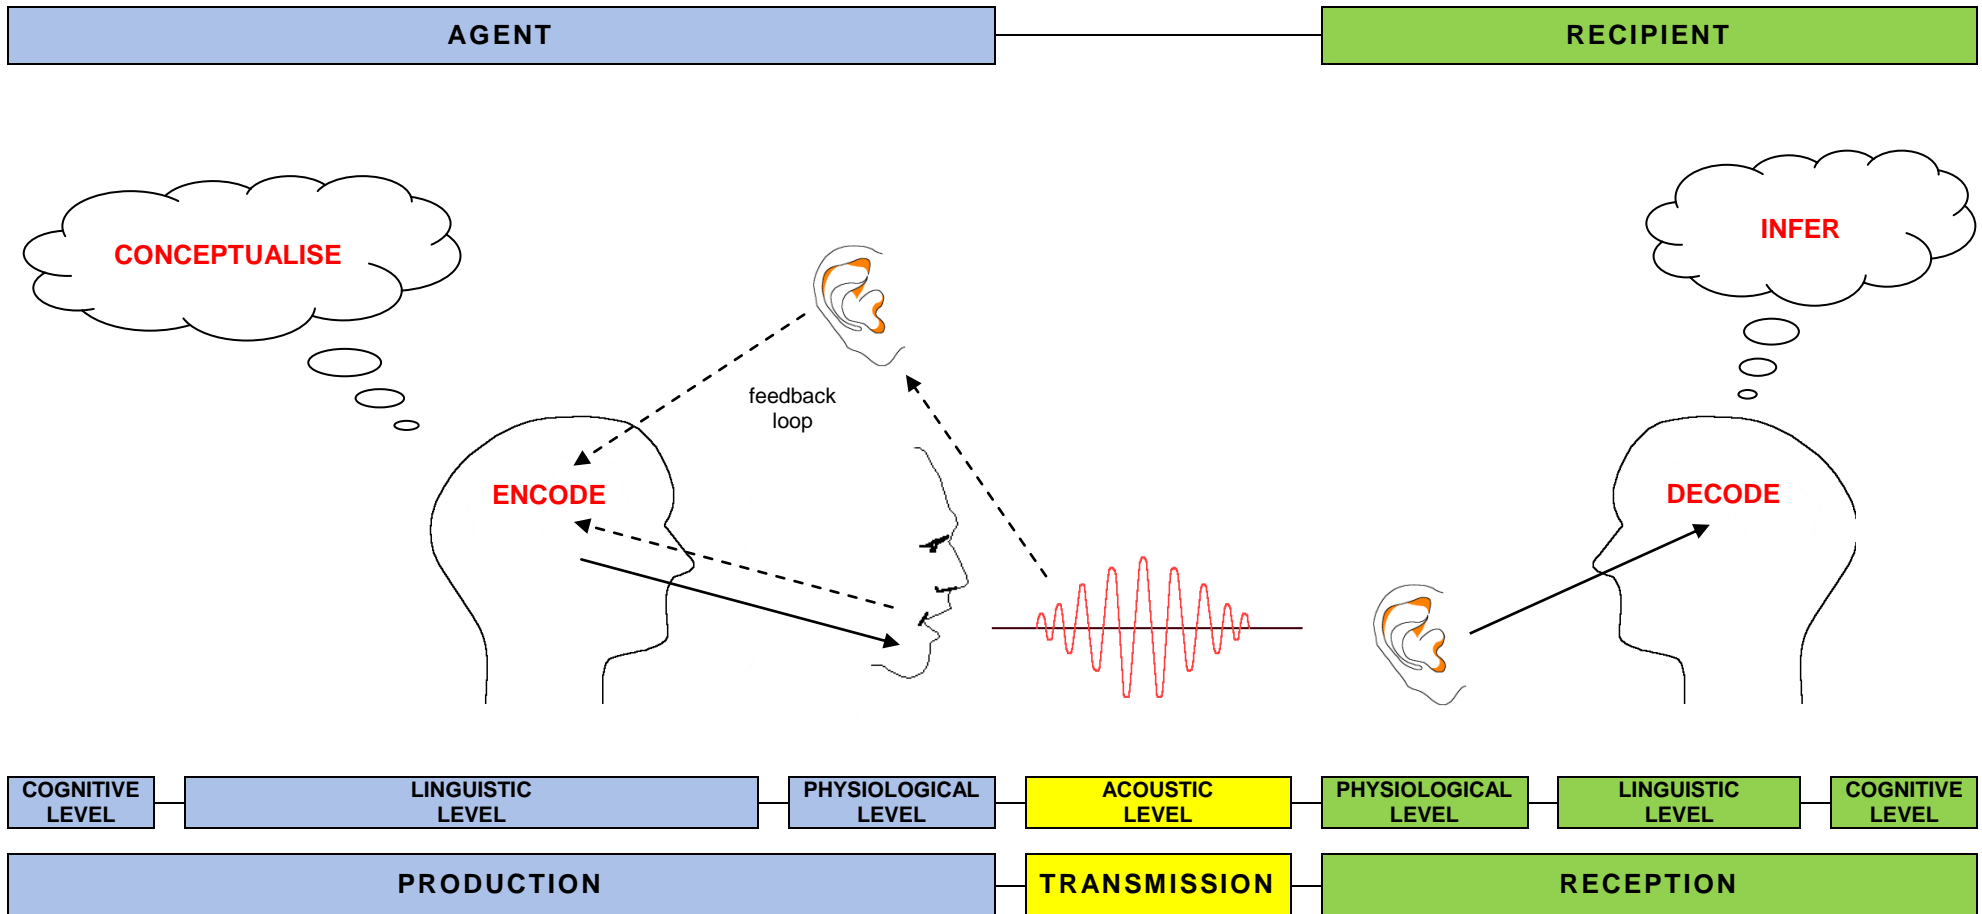 AGENT
RECIPIENT
CONCEPTUALISE
INFER
feedback
loop
ENCODE
DECODE
COGNITIVE
LEVEL
LINGUISTIC
LEVEL
PHYSIOLOGICAL
LEVEL
ACOUSTIC
LEVEL
PHYSIOLOGICAL
LEVEL
LINGUISTIC
LEVEL
COGNITIVE
LEVEL
PRODUCTION
TRANSMISSION
RECEPTION